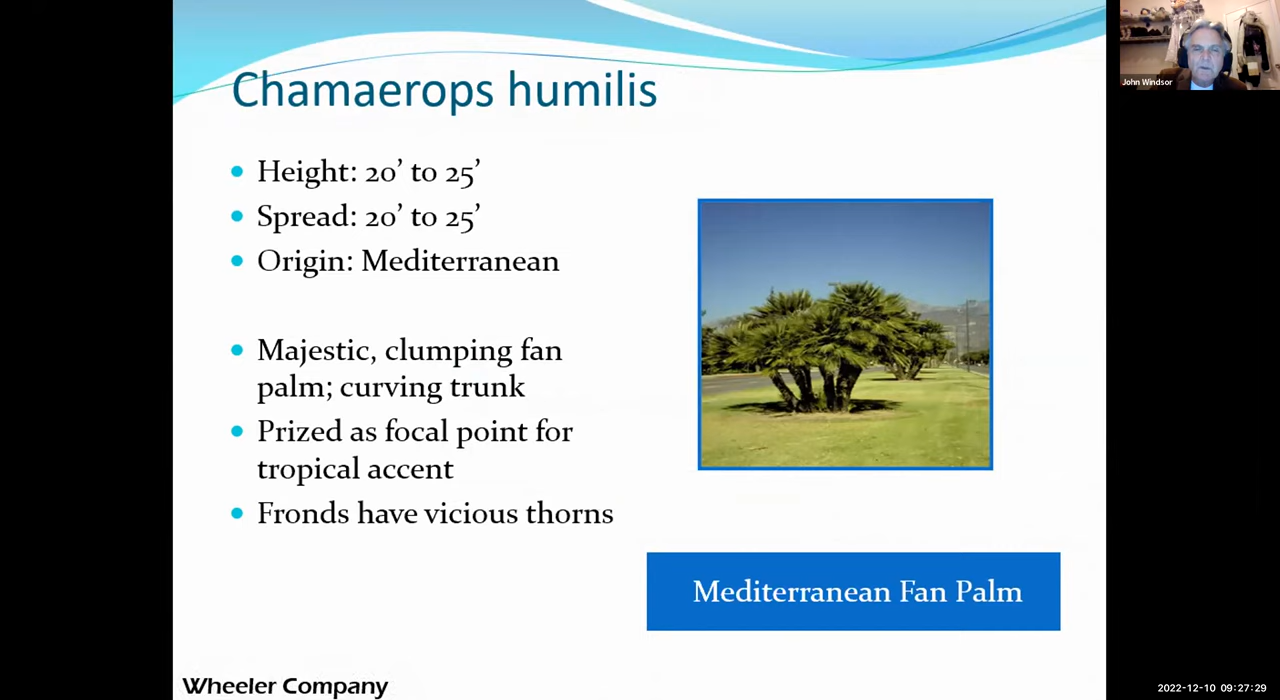 Chamaerops humilis
• Height: 20’ to 25’
• Spread: 20’ to 25’
• Origin: Mediterranean
• Majestic, clumping fan
palm; curving trunk
• Prized as focal point for
tropical accent
• Fronds have vicious thorns
Mediterranean Fan Palm
Wheeler Company
John Windsor
2022-12-10 09:27:29